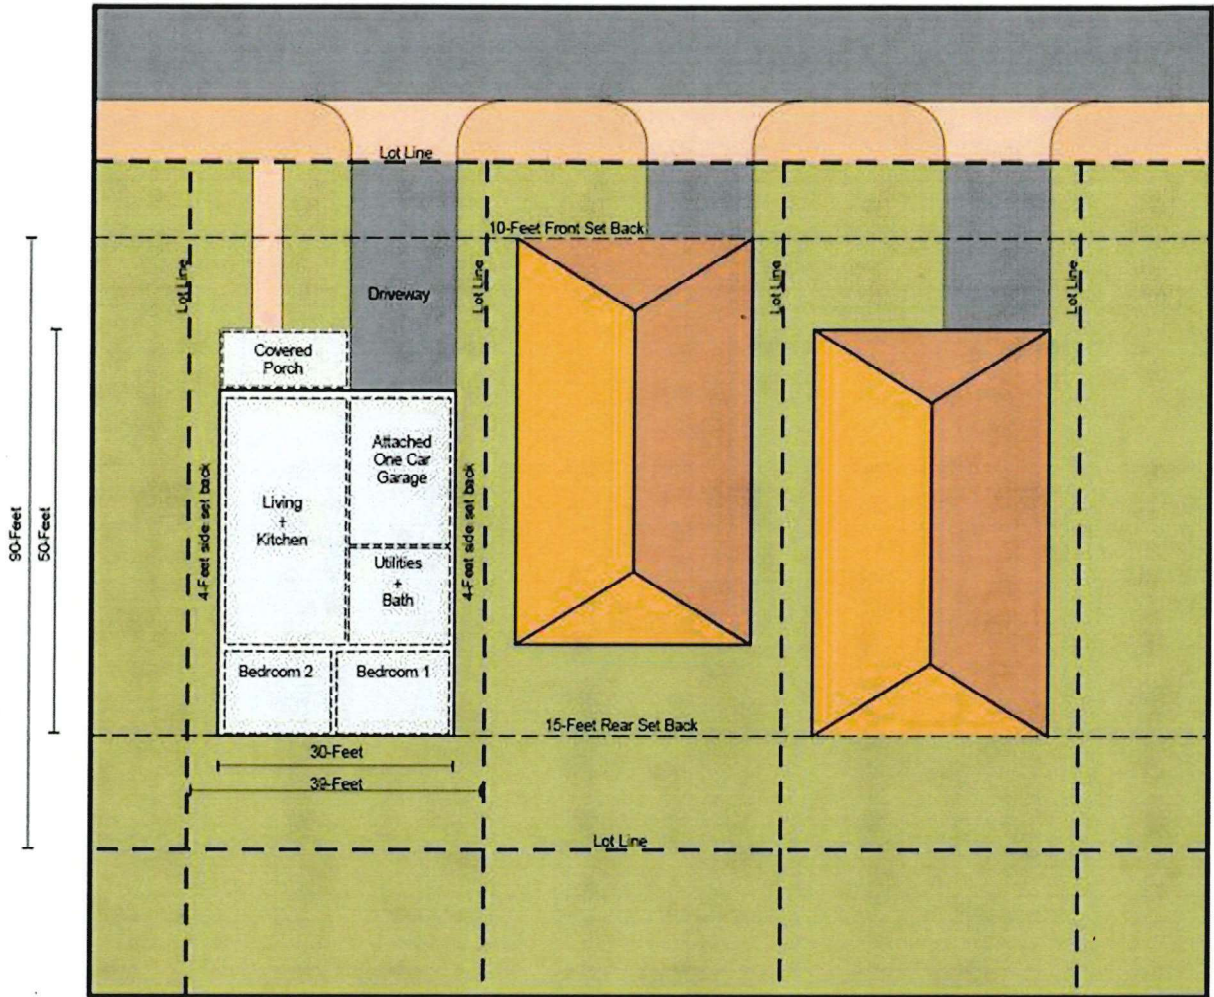 Lot Line
10-Feet Front Set Back
Lot Line
Lot Line
Lot Line
Lot Line
Driveway
Covered
Porch
Attached
One Car
Garage
Living
+
Kitchen
Utilities
+
Bath
4-Feet side set back
4-Feet side set back
90-Feet
50-Feet
Bedroom 2
Bedroom 1
15-Feet Rear Set Back
30-Feet
39-Feet
Lot Line